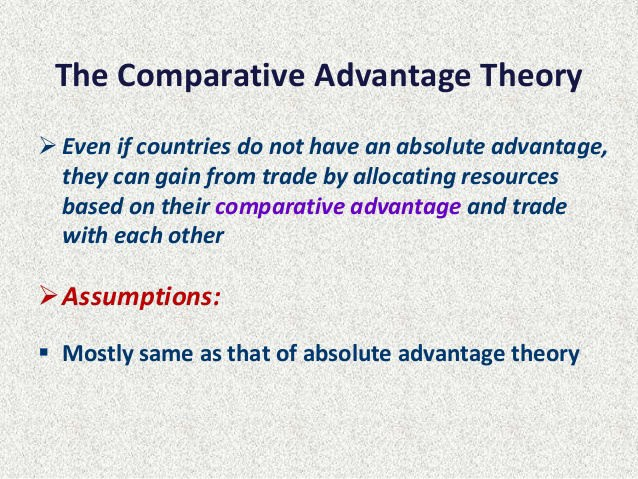 The Comparative Advantage Theory
➢ Even if countries do not have an absolute advantage,
they can gain from trade by allocating resources
based on their comparative advantage and trade
with each other
➢ Assumptions:
▪ Mostly same as that of absolute advantage theory